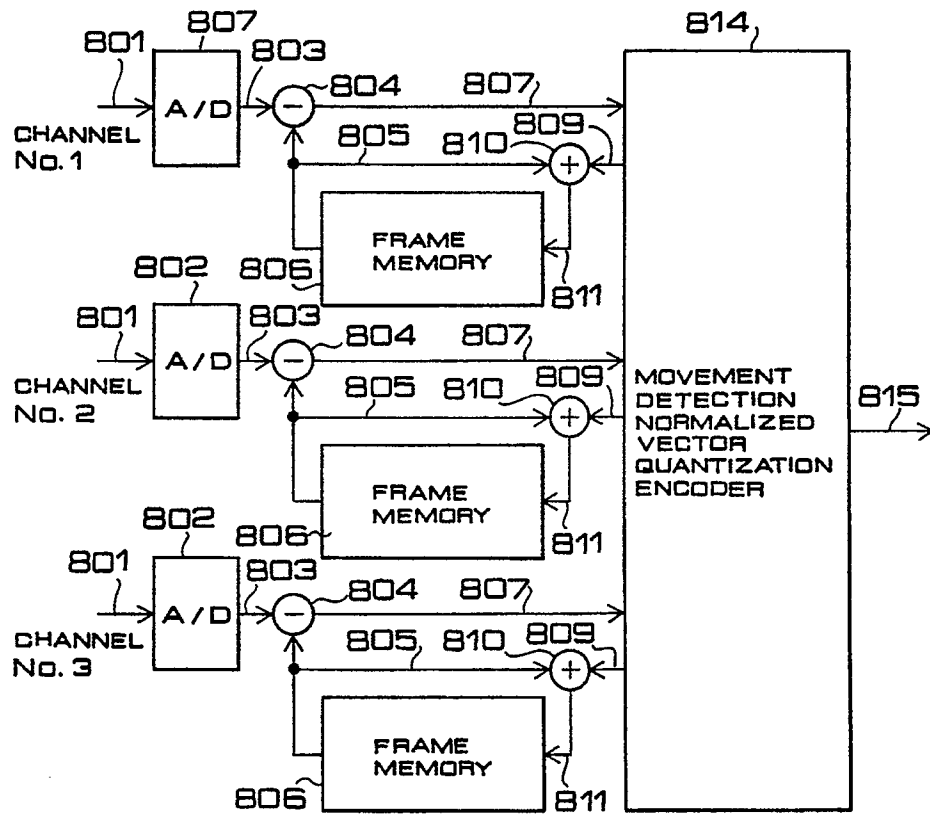 807
814
801
803
804
807
A/D
CHANNEL
No. 1
805
810
809
FRAME
MEMORY
806
811
802
801
803
804
807
A/D
CHANNEL
No. 2
805
810
809
MOVEMENT
DETECTION
NORMALIZED
VECTOR
QUANTIZATION
ENCODER
815
FRAME
MEMORY
806
811
802
801
803
804
807
A/D
CHANNEL
No. 3
805
810
809
FRAME
MEMORY
806
811